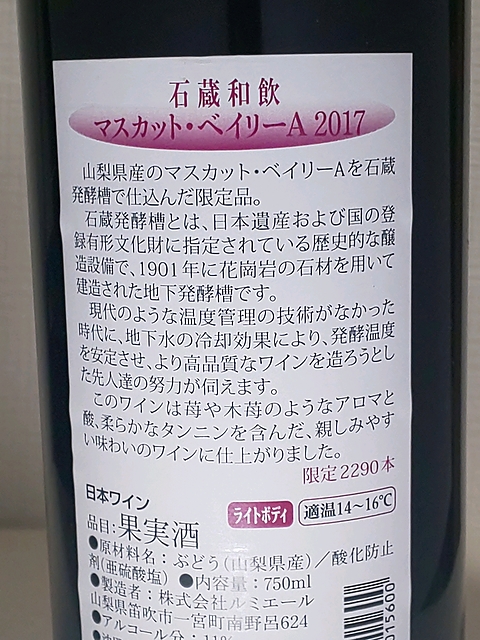 石蔵和飲
マスカット・ベイリーA 2017
山梨県産のマスカット・ベイリーAを石蔵
発酵槽で仕込んだ限定品。
石蔵発酵槽とは、日本遺産および国の登
録有形文化財に指定されている歴史的な醸
造設備で、1901年に花崗岩の石材を用いて
建造された地下発酵槽です。
現代のような温度管理の技術がなかった
時代に、地下水の冷却効果により、発酵温度
を安定させ、より高品質なワインを造ろうとし
た先人達の努力が伺えます。
このワインは苺や木苺のようなアロマと
酸、柔らかなタンニンを含んだ、親しみやす
い味わいのワインに仕上がりました。
限定2290本
日本ワイン
ライトボディ 適温14~16℃
品目:果実酒
●原材料名:ぶどう(山梨県産)/酸化防止
剤(亜硫酸塩) ●内容量:750ml
●製造者:株式会社ルミエール
山梨県笛吹市一宮町南野呂624
●アルコール分:11%
015600